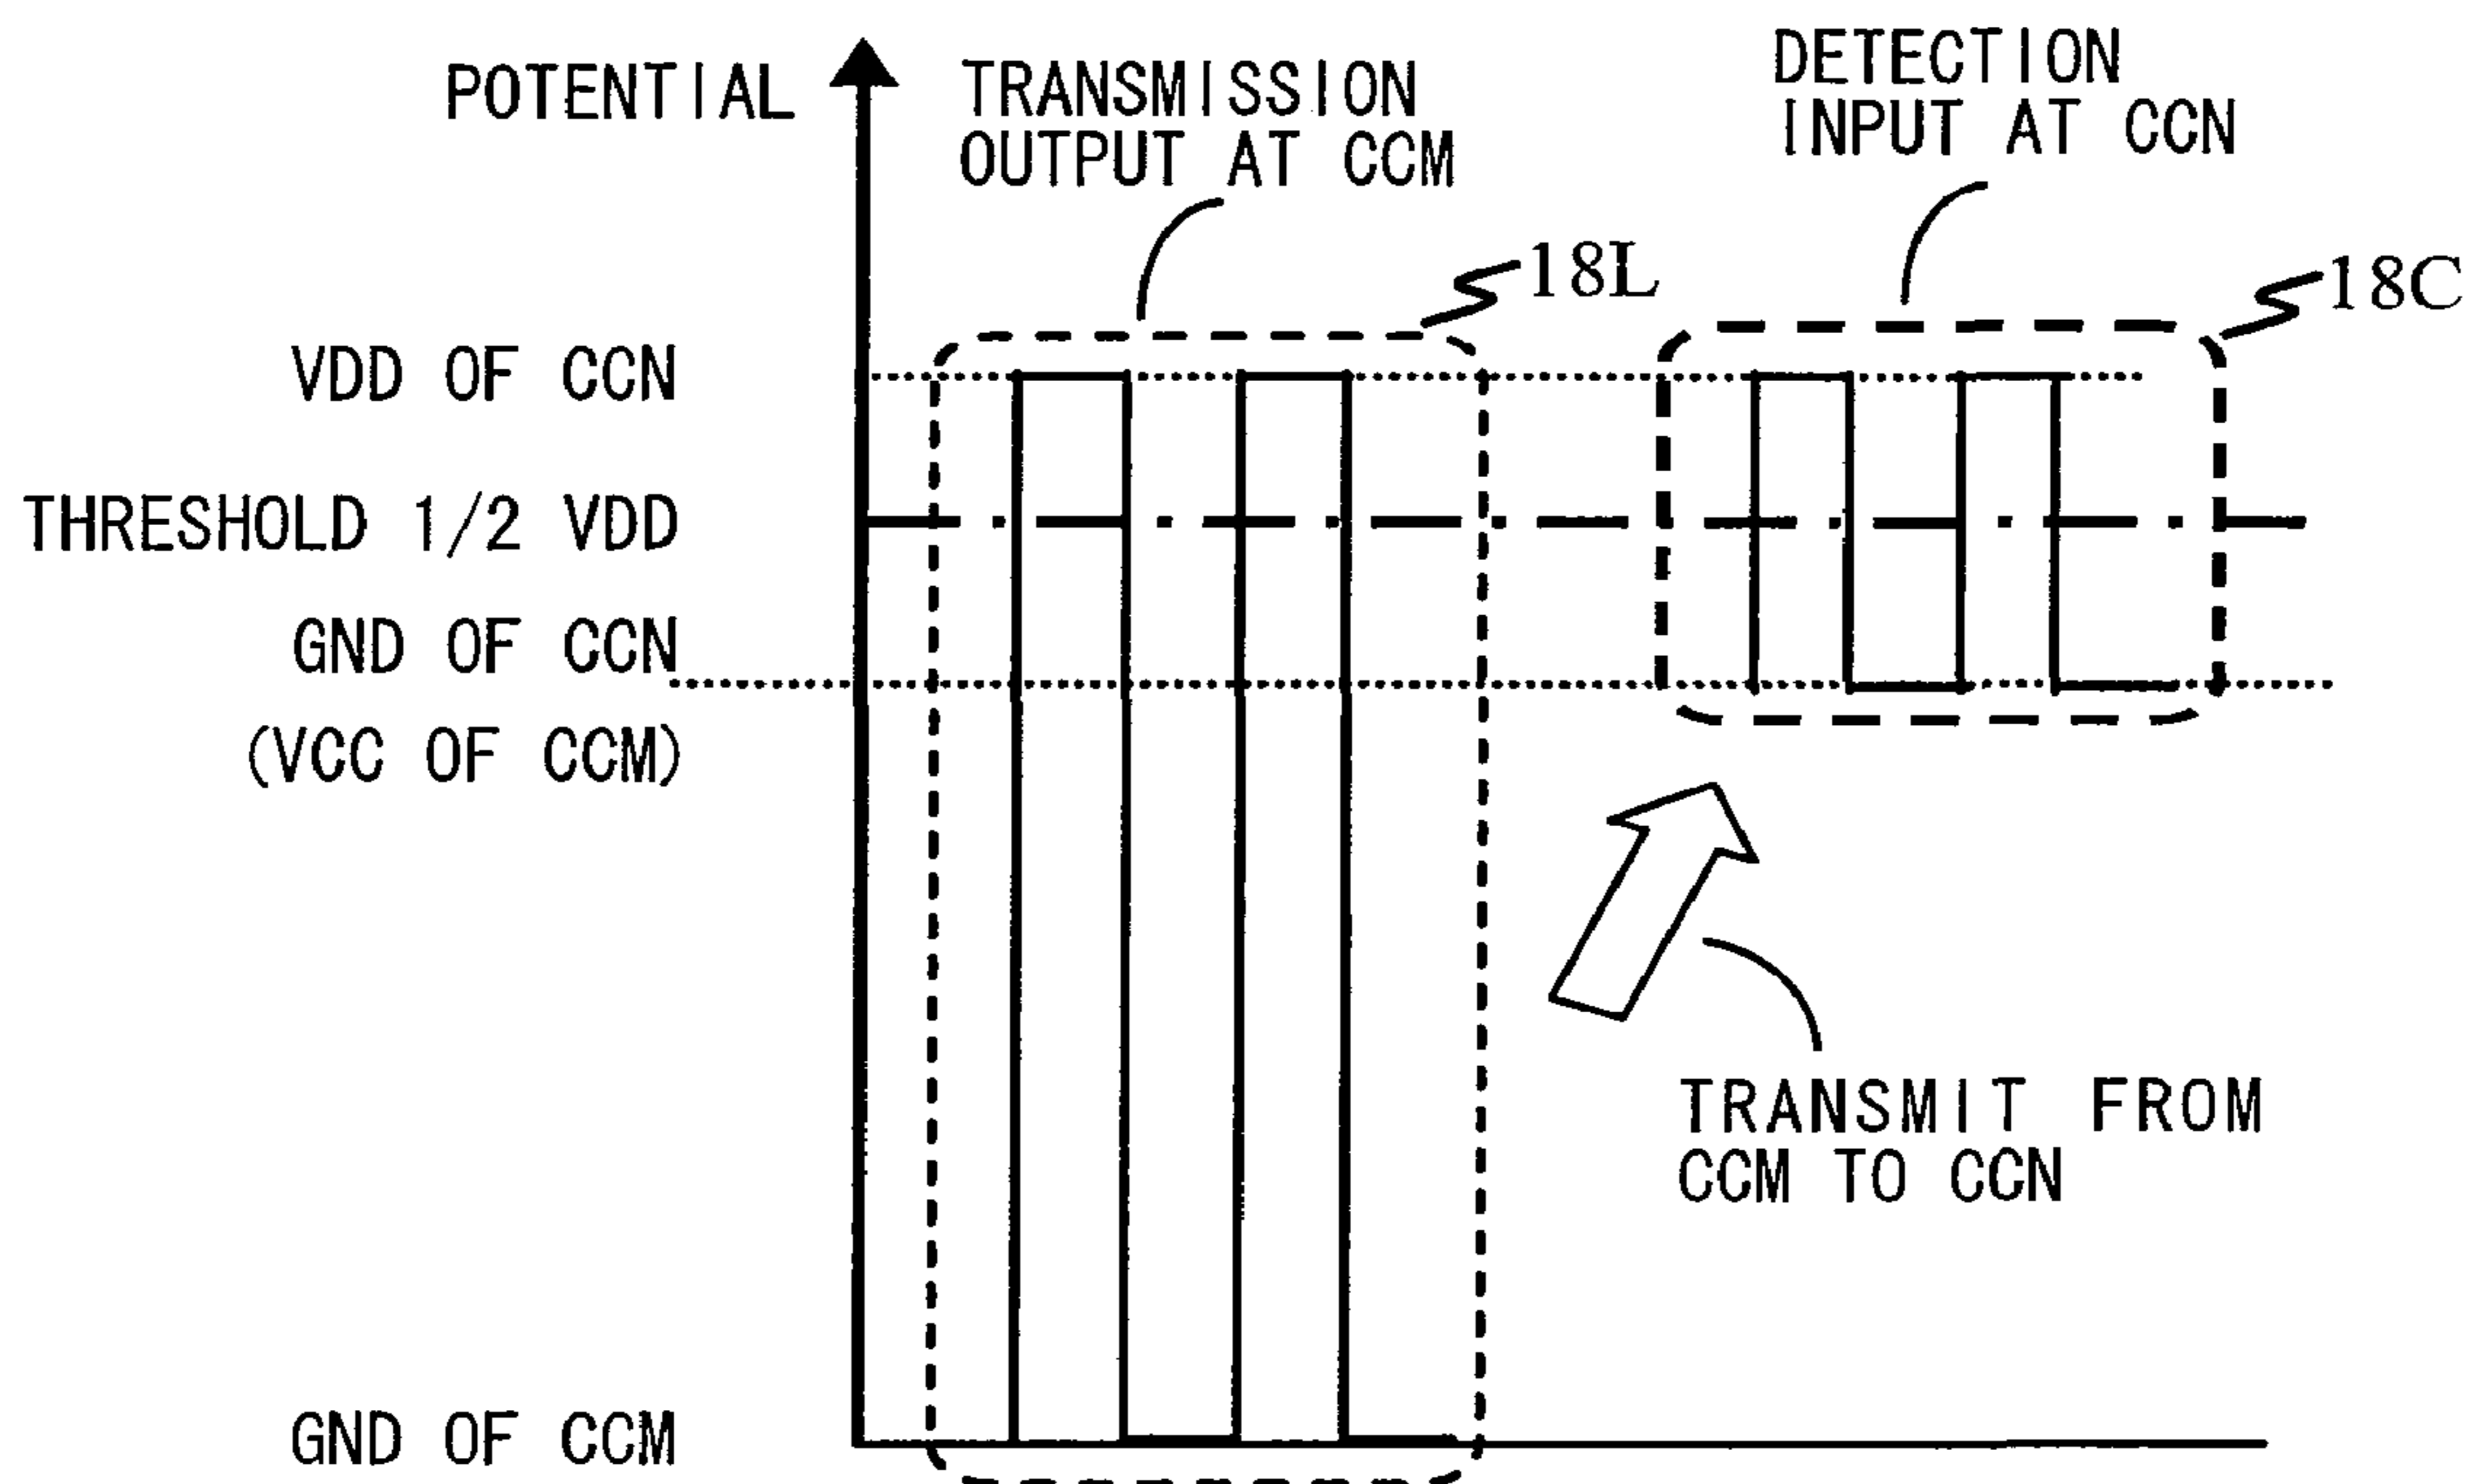 POTENTIAL
TRANSMISSION
OUTPUT AT CCM
DETECTION
INPUT AT CCN
18L
18C
VDD OF CCN
THRESHOLD 1/2 VDD
GND OF CCN
(VCC OF CCM)
TRANSMIT FROM
CCM TO CCN
GND OF CCM